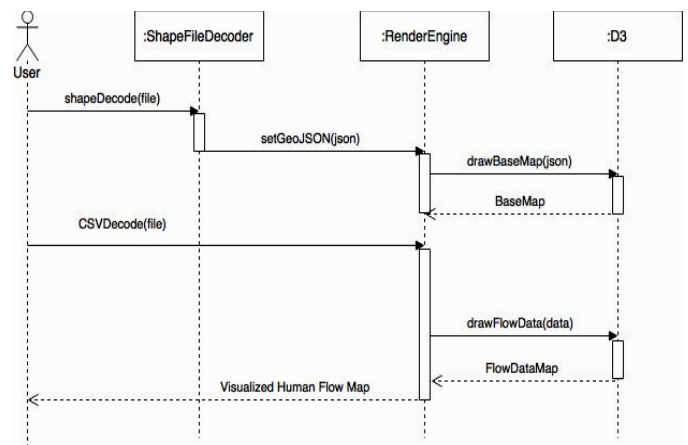 :ShapeFileDecoder
:RenderEngine
:D3
User
shapeDecode(file)
setGeoJSON(json)
drawBaseMap(json)
BaseMap
CSVDecode(file)
drawFlowData(data)
FlowDataMap
Visualized Human Flow Map